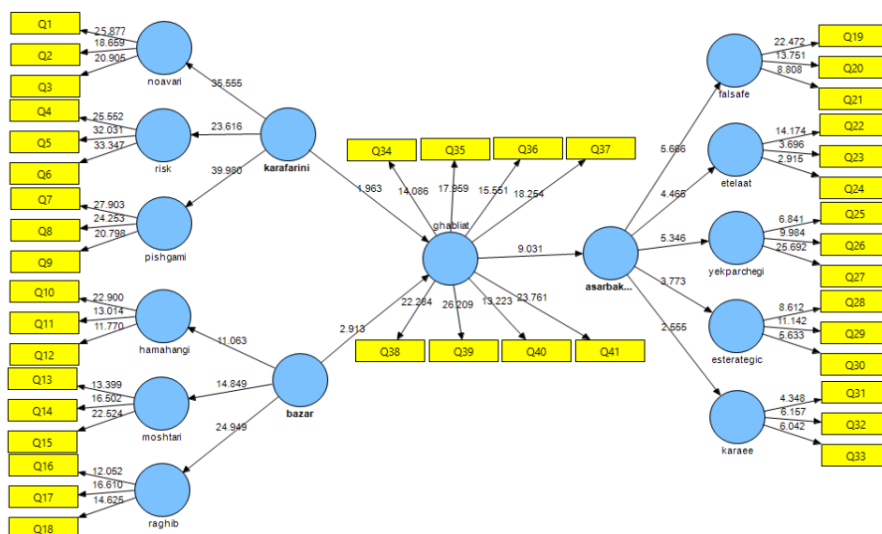 Q1
25.877
Q2
18.659
Q3
20.905
noavari
35.555
Q4
25.552
Q5
32.031
Q6
33.347
risk
23.616
karafarini
Q7
27.903
Q8
24.253
Q9
20.798
pishgami
39.980
1.963
Q10
22.900
Q11
13.014
Q12
11.770
hamahangi
11.063
Q13
13.399
Q14
16.502
Q15
22.524
moshtari
14.849
bazar
2.913
Q16
12.052
Q17
16.610
Q18
14.625
raghib
24.949
Q34
Q35
Q36
Q37
14.086
17.959
15.551
18.254
ghabliat
9.031
22.284
26.209
13.223
23.761
Q38
Q39
Q40
Q41
asarbak...
5.666
falsafe
22.472
Q19
13.751
Q20
8.808
Q21
4.465
etelaat
14.174
Q22
3.696
Q23
2.915
Q24
5.346
yekparchegi
6.841
Q25
9.984
Q26
25.692
Q27
3.773
esterategic
8.612
Q28
11.142
Q29
5.633
Q30
2.555
karaee
4.348
Q31
6.157
Q32
6.042
Q33